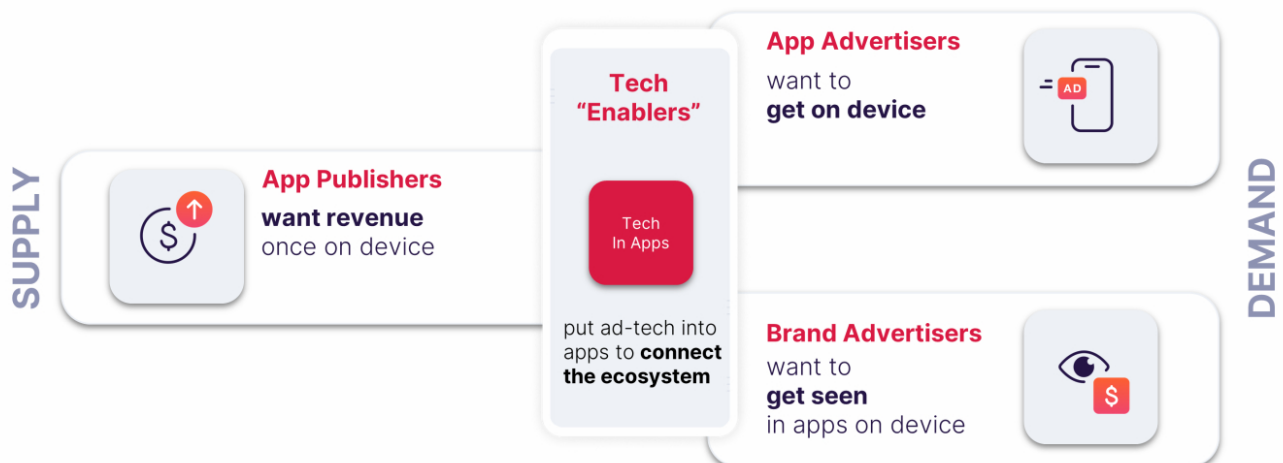 SUPPLY
$
App Publishers
want revenue
once on device
Tech
“Enablers”
Tech
In Apps
put ad-tech into
apps to connect
the ecosystem
App Advertisers
want to
get on device
AD
Brand Advertisers
want to
get seen
in apps on device
$
DEMAND